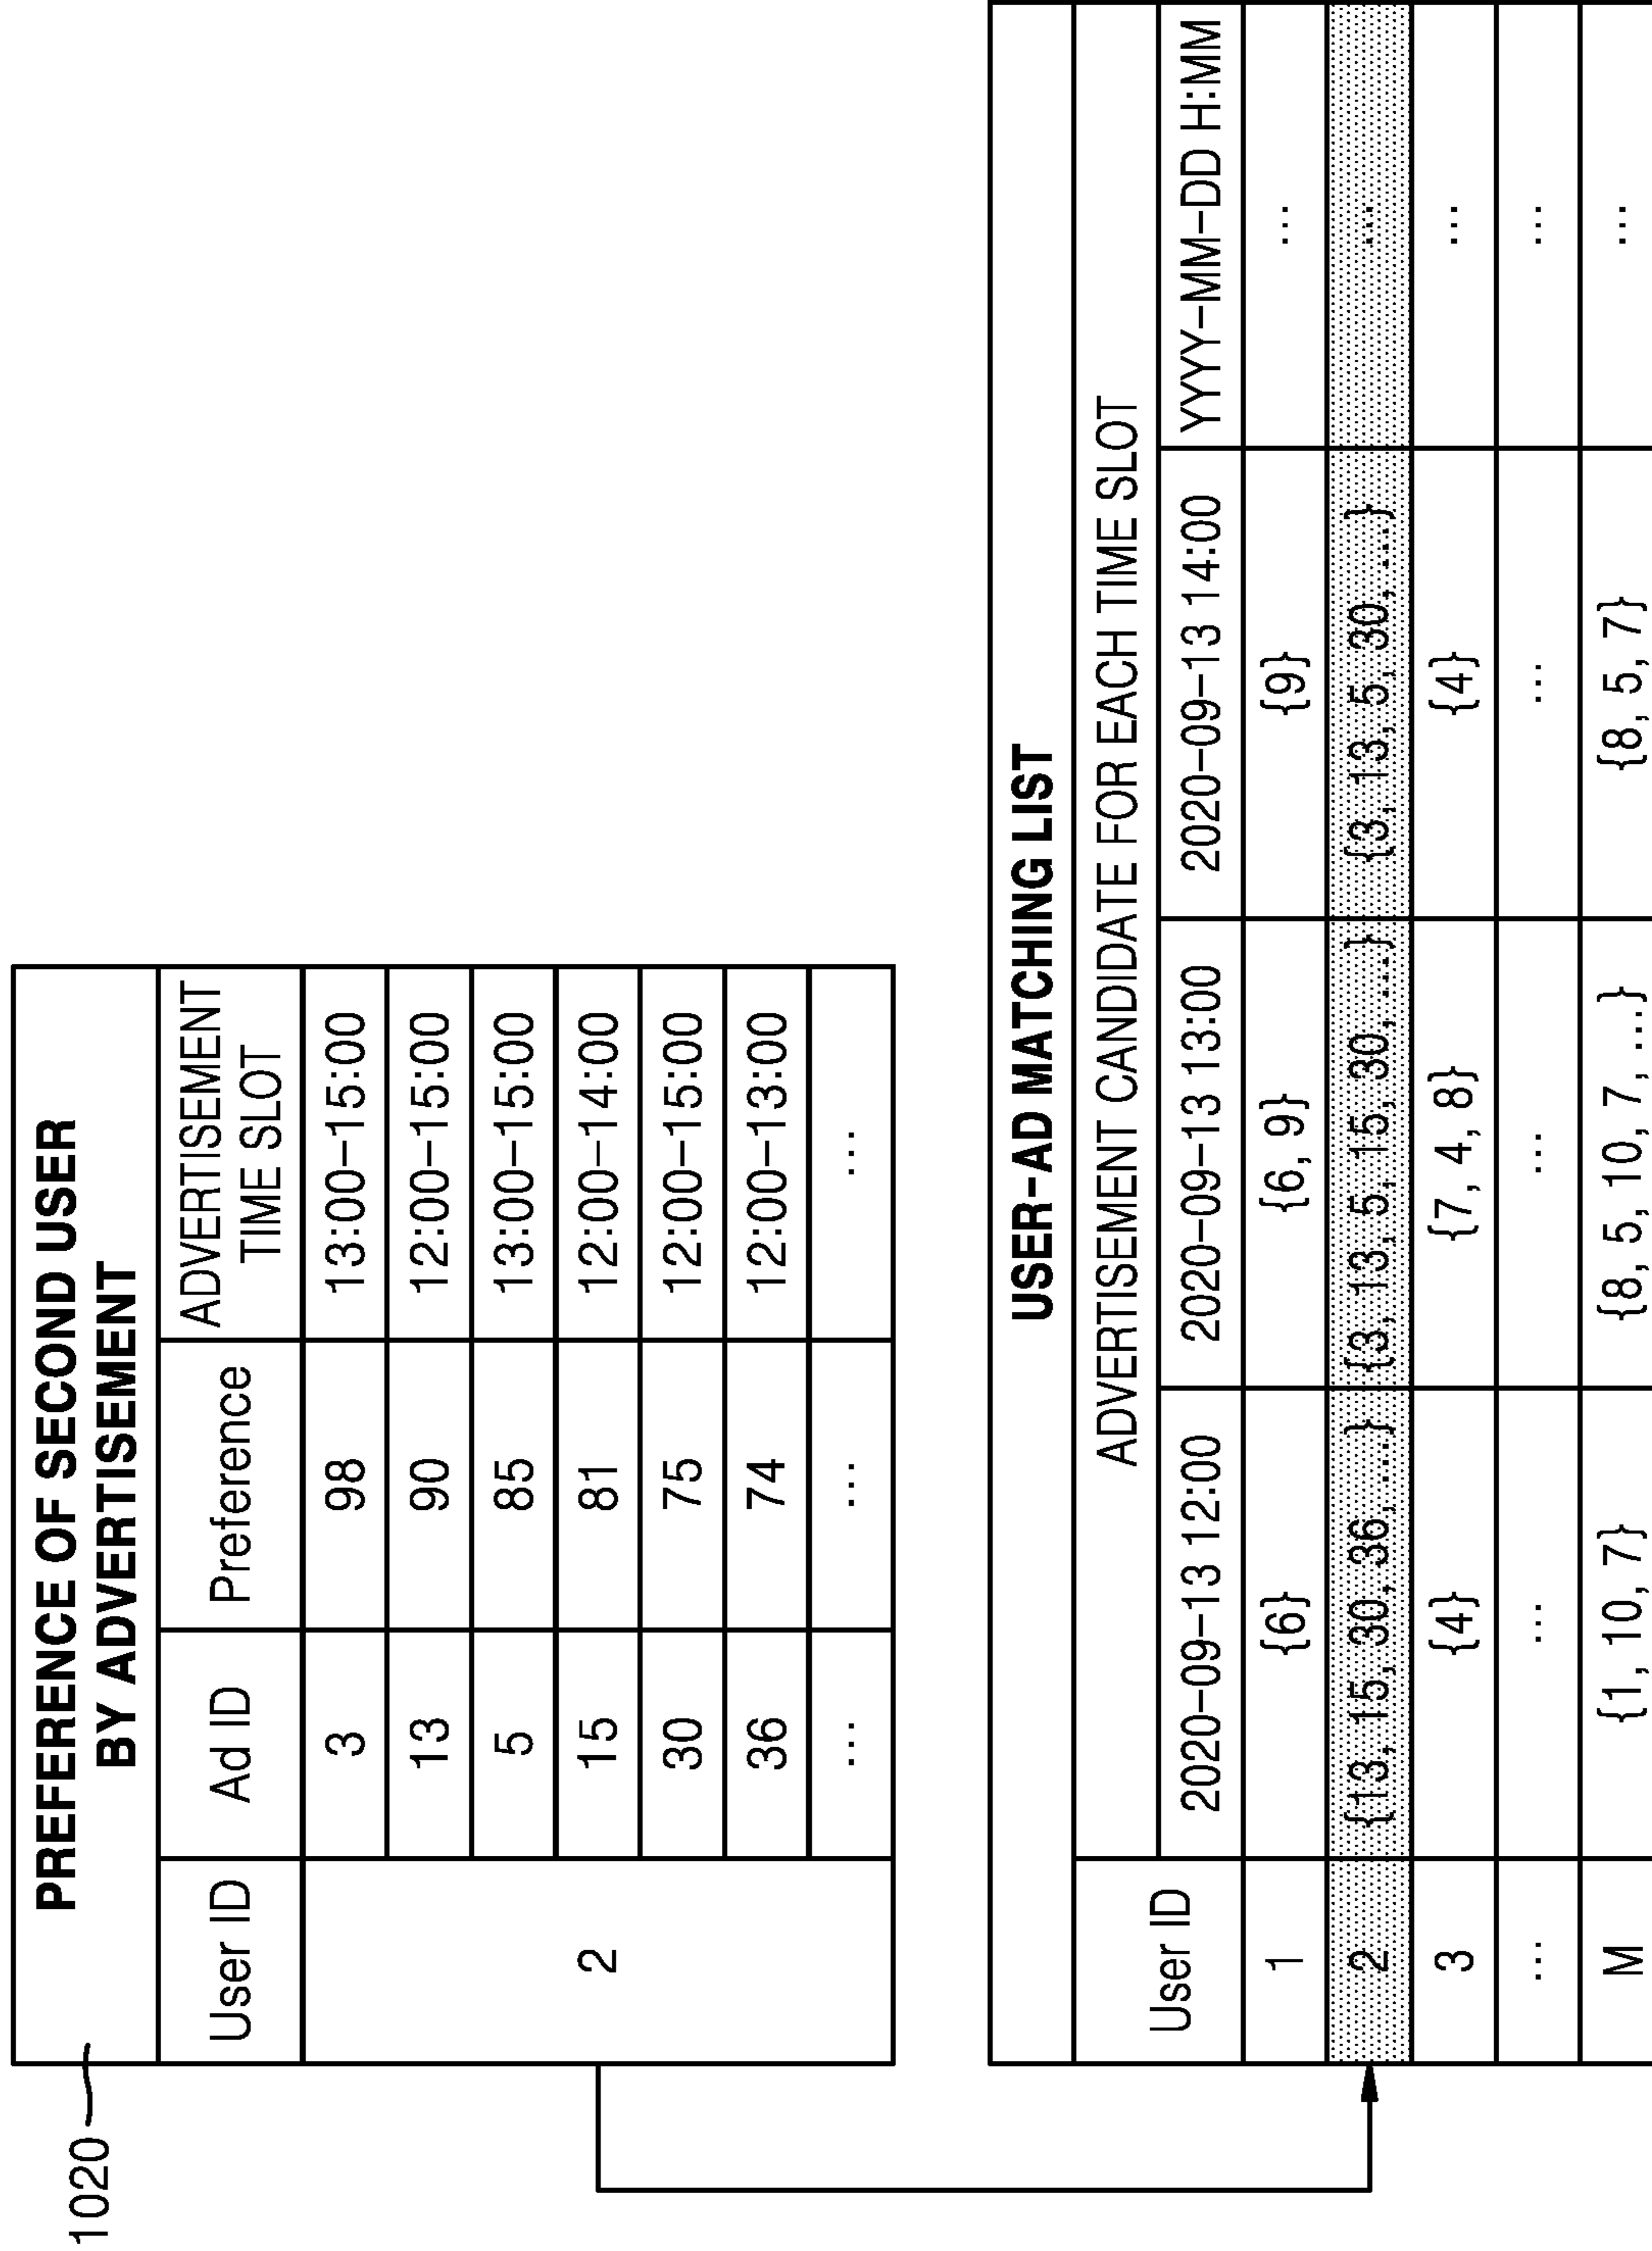 1020
PREFERENCE OF SECOND USER
BY ADVERTISEMENT
User ID Ad ID Preference ADVERTISEMENT
TIME SLOT
2
3 98 13:00-15:00
13 90 12:00-15:00
5 85 13:00-15:00
15 81 12:00-14:00
30 75 12:00-15:00
36 74 12:00-13:00
... ... ...
USER-AD MATCHING LIST
User ID ADVERTISEMENT CANDIDATE FOR EACH TIME SLOT
2020-09-13 12:00 2020-09-13 13:00 2020-09-13 14:00 YYYY-MM-DD H:MM
1 {6} {6, 9} {9} ...
2 {13, 15, 30, 36, ...} {3, 13, 5, 15, 30, ...} {3, 13, 5, 30, ...} ...
3 {4} {7, 4, 8} {4} ...
... ... ... ... ...
M {1, 10, 7} {8, 5, 10, 7, ...} {8, 5, 7} ...